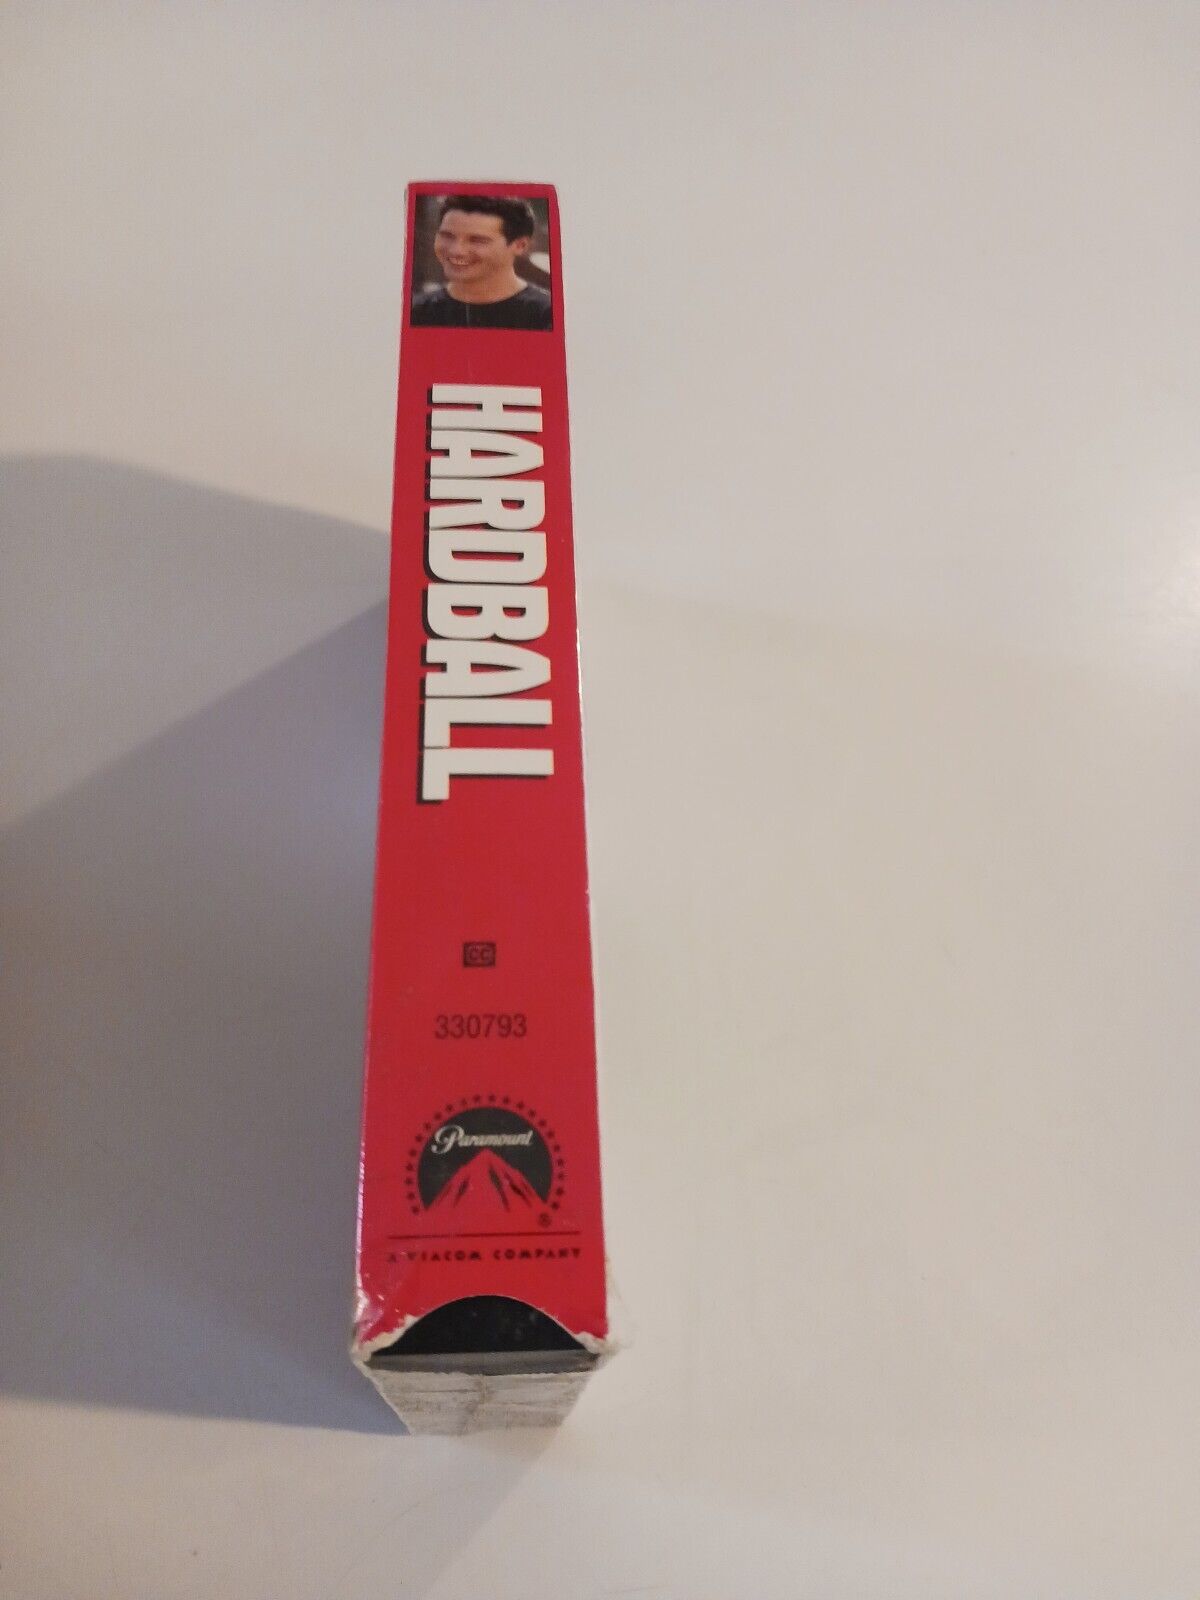 HARDBALL
CC
330793
Paramount
®
A VIACOM COMPANY